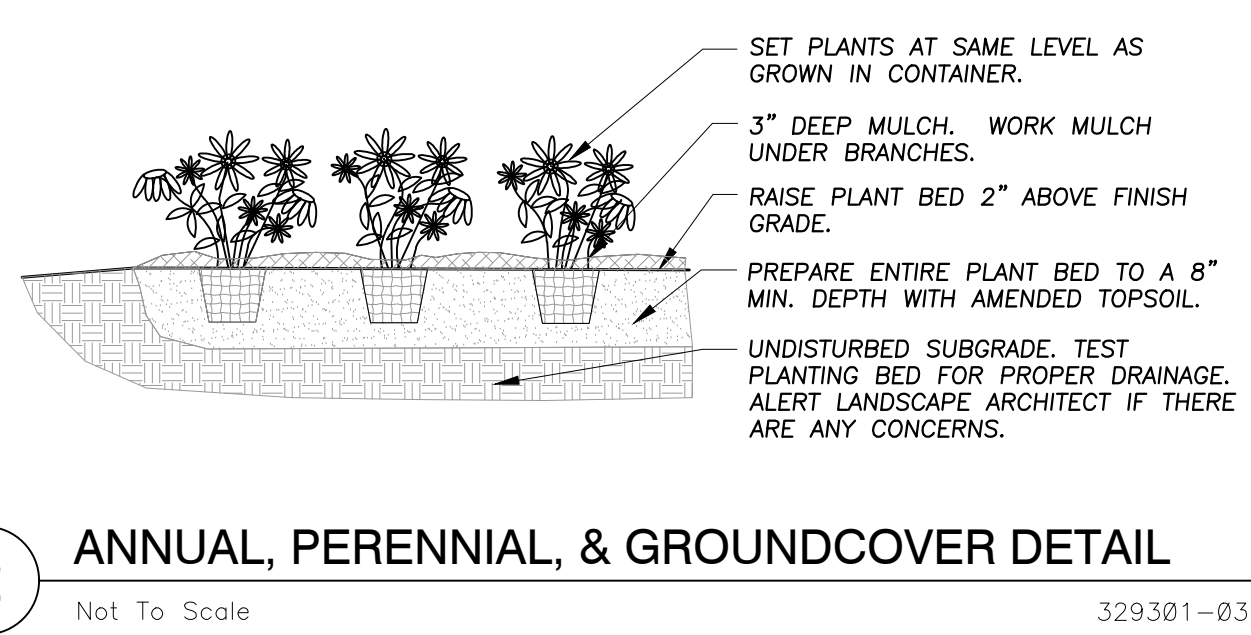 SET PLANTS AT SAME LEVEL AS
GROWN IN CONTAINER.
3" DEEP MULCH. WORK MULCH
UNDER BRANCHES.
RAISE PLANT BED 2" ABOVE FINISH
GRADE.
PREPARE ENTIRE PLANT BED TO A 8"
MIN. DEPTH WITH AMENDED TOPSOIL.
UNDISTURBED SUBGRADE. TEST
PLANTING BED FOR PROPER DRAINAGE.
ALERT LANDSCAPE ARCHITECT IF THERE
ARE ANY CONCERNS.
ANNUAL, PERENNIAL, & GROUNDCOVER DETAIL
Not To Scale
329301-03